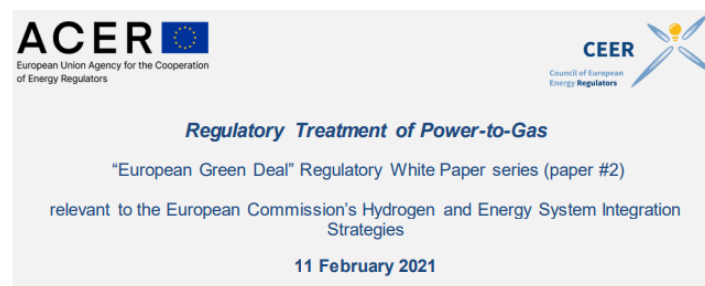 ACER
European Union Agency for the Cooperation
of Energy Regulators
CEER
Council of European
Energy Regulators
Regulatory Treatment of Power-to-Gas
“European Green Deal” Regulatory White Paper series (paper #2)
relevant to the European Commission’s Hydrogen and Energy System Integration
Strategies
11 February 2021